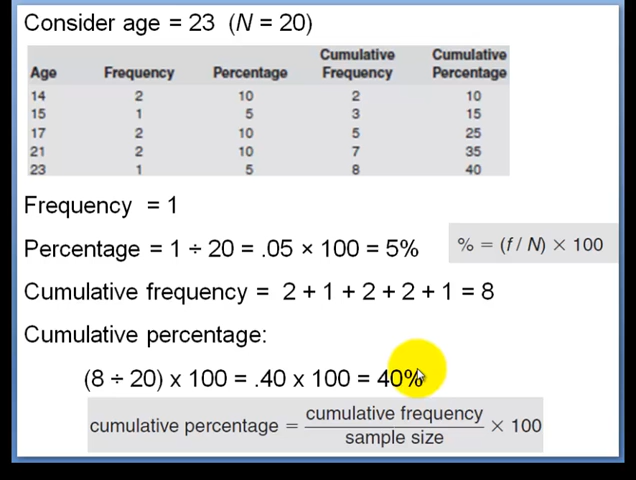 Consider age = 23 (N = 20)
Cumulative Cumulative
Age Frequency Percentage Frequency Percentage
14 2 10 2 10
15 1 5 3 15
17 2 10 5 25
21 2 10 7 35
23 1 5 8 40
Frequency = 1
Percentage = 1 ÷ 20 = .05 × 100 = 5%
% = (f / N) × 100
Cumulative frequency = 2 + 1 + 2 + 2 + 1 = 8
Cumulative percentage:
(8 ÷ 20) x 100 = .40 x 100 = 40%
cumulative percentage = cumulative frequency / sample size × 100